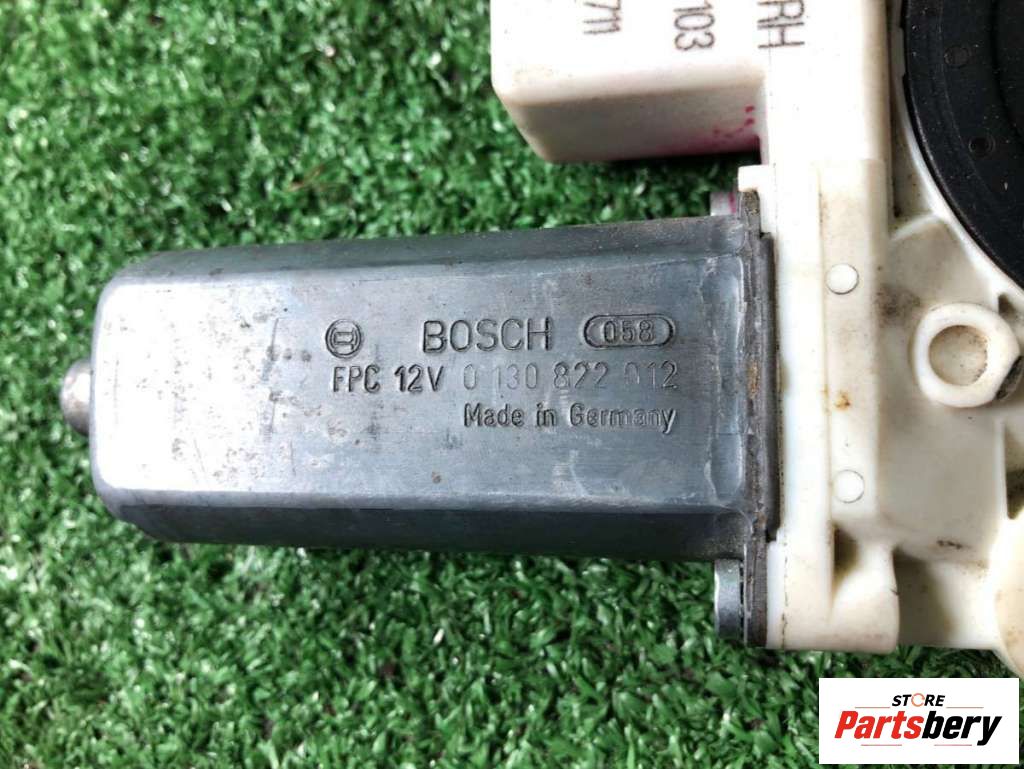 RH
103
711
BOSCH 058
FPC 12V 0 130 822 012
Made in Germany
STORE
Partsbery